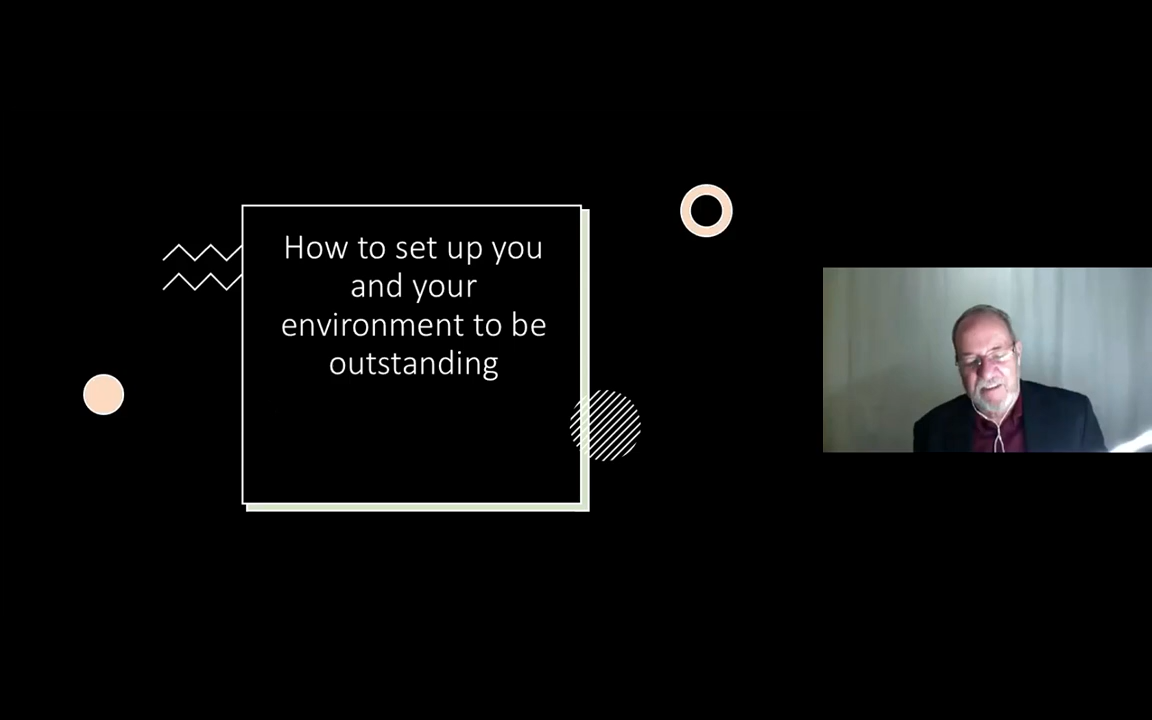 How to set up you
and your
environment to be
outstanding